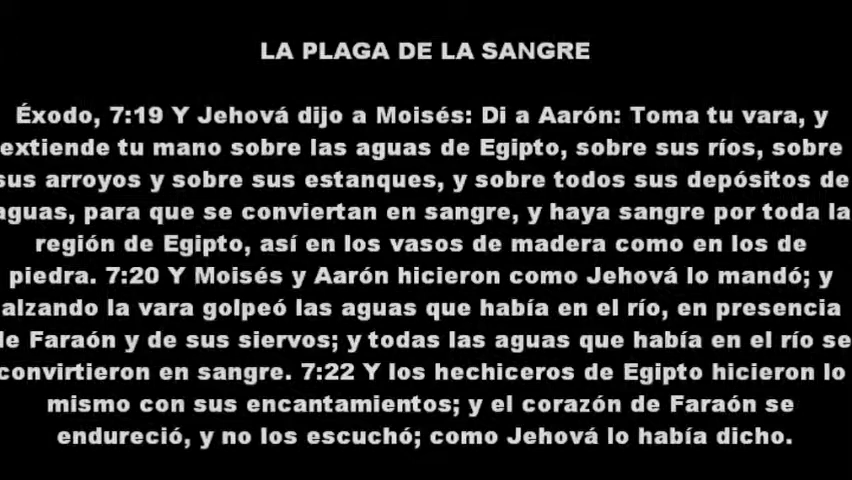 LA PLAGA DE LA SANGRE
Éxodo, 7:19 Y Jehová dijo a Moisés: Di a Aarón: Toma tu vara, y
extiende tu mano sobre las aguas de Egipto, sobre sus ríos, sobre
sus arroyos y sobre sus estanques, y sobre todos sus depósitos de
aguas, para que se conviertan en sangre, y haya sangre por toda la
región de Egipto, así en los vasos de madera como en los de
piedra. 7:20 Y Moisés y Aarón hicieron como Jehová lo mandó; y
alzando la vara golpeó las aguas que había en el río, en presencia
de Faraón y de sus siervos; y todas las aguas que había en el río se
convirtieron en sangre. 7:22 Y los hechiceros de Egipto hicieron lo
mismo con sus encantamientos; y el corazón de Faraón se
endureció, y no los escuchó; como Jehová lo había dicho.